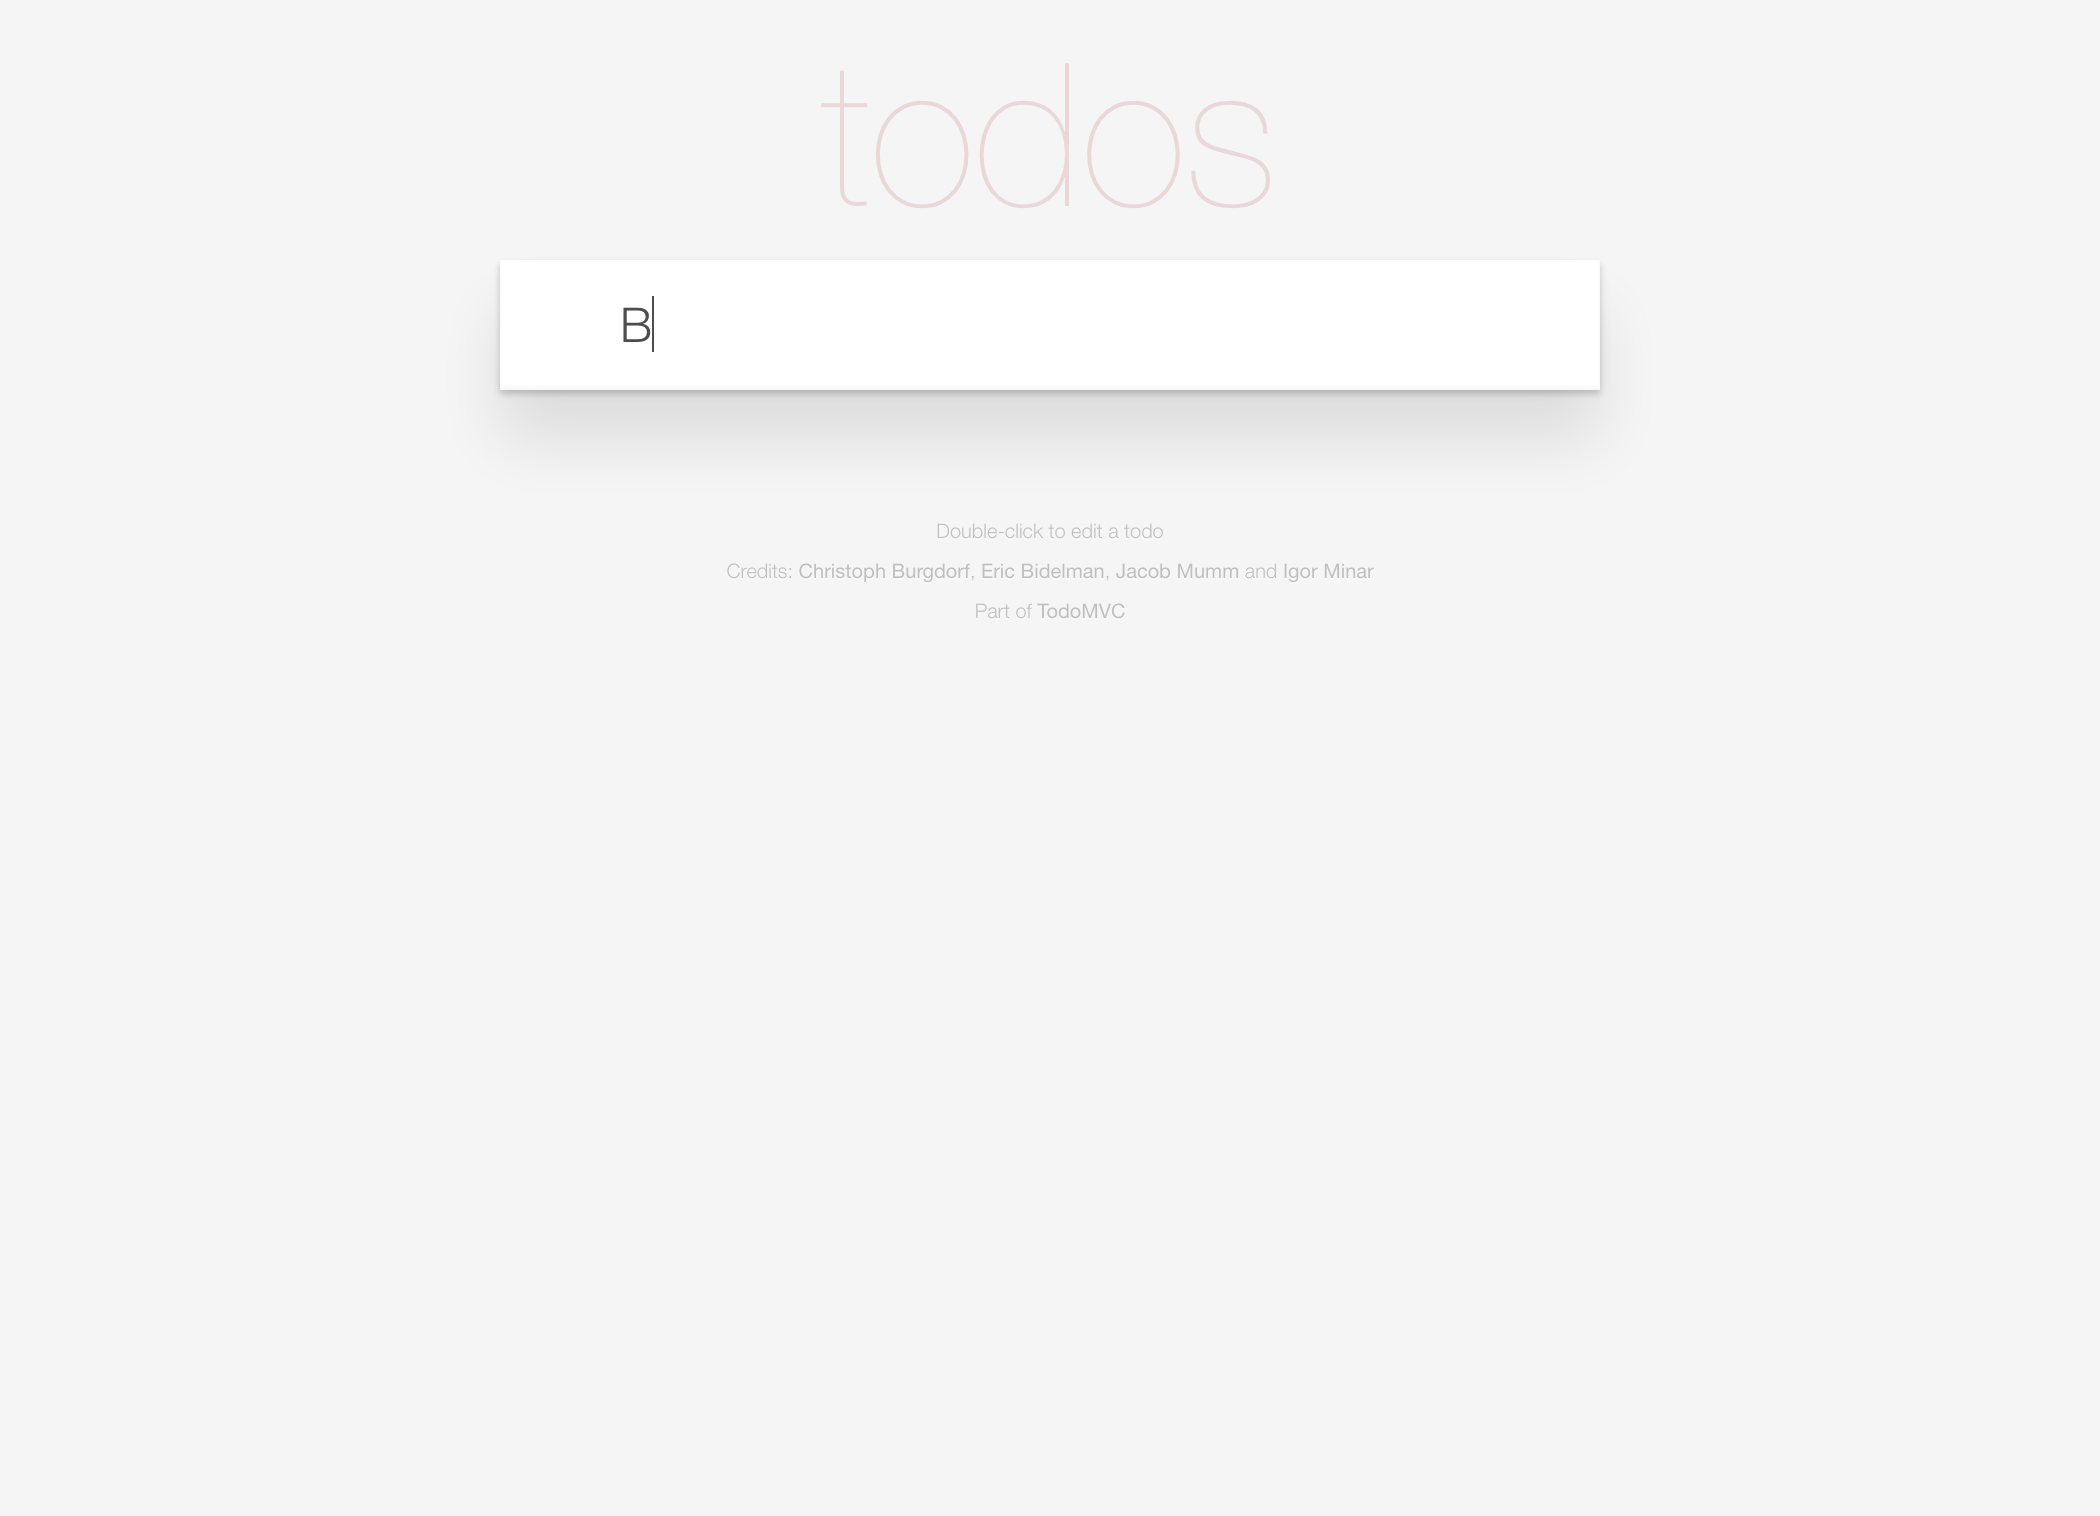 todos
B
Double-click to edit a todo
Credits: Christoph Burgdorf, Eric Bidelman, Jacob Mumm and Igor Minar
Part of TodoMVC